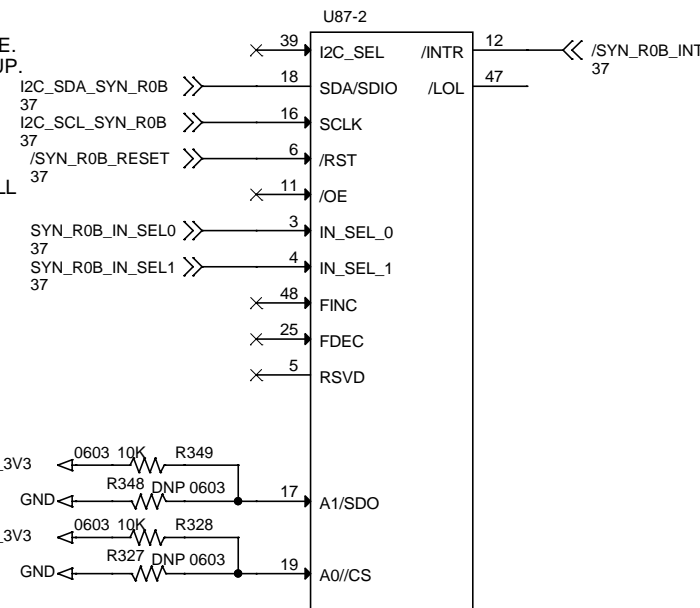 U87-2
E.
UP.
39 I2C_SEL /INTR 12 /SYN_R0B_INT
37
I2C_SDA_SYN_R0B 18 SDA/SDIO /LOL 47
37
I2C_SCL_SYN_R0B 16 SCLK
37
/SYN_R0B_RESET 6 /RST
37
LL
11 /OE
SYN_R0B_IN_SEL0 3 IN_SEL_0
37
SYN_R0B_IN_SEL1 4 IN_SEL_1
37
48 FINC
25 FDEC
5 RSVD
_3V3 0603 10K R349
GND R348 DNP 0603 17 A1/SDO
_3V3 0603 10K R328
GND R327 DNP 0603 19 A0//CS